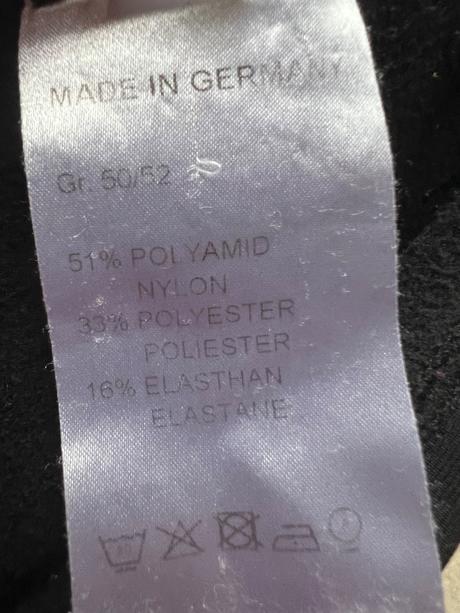 MADE IN GERMANY
Gr. 50/52
51% POLYAMID
NYLON
33% POLYESTER
POLIESTER
16% ELASTHAN
ELASTANE